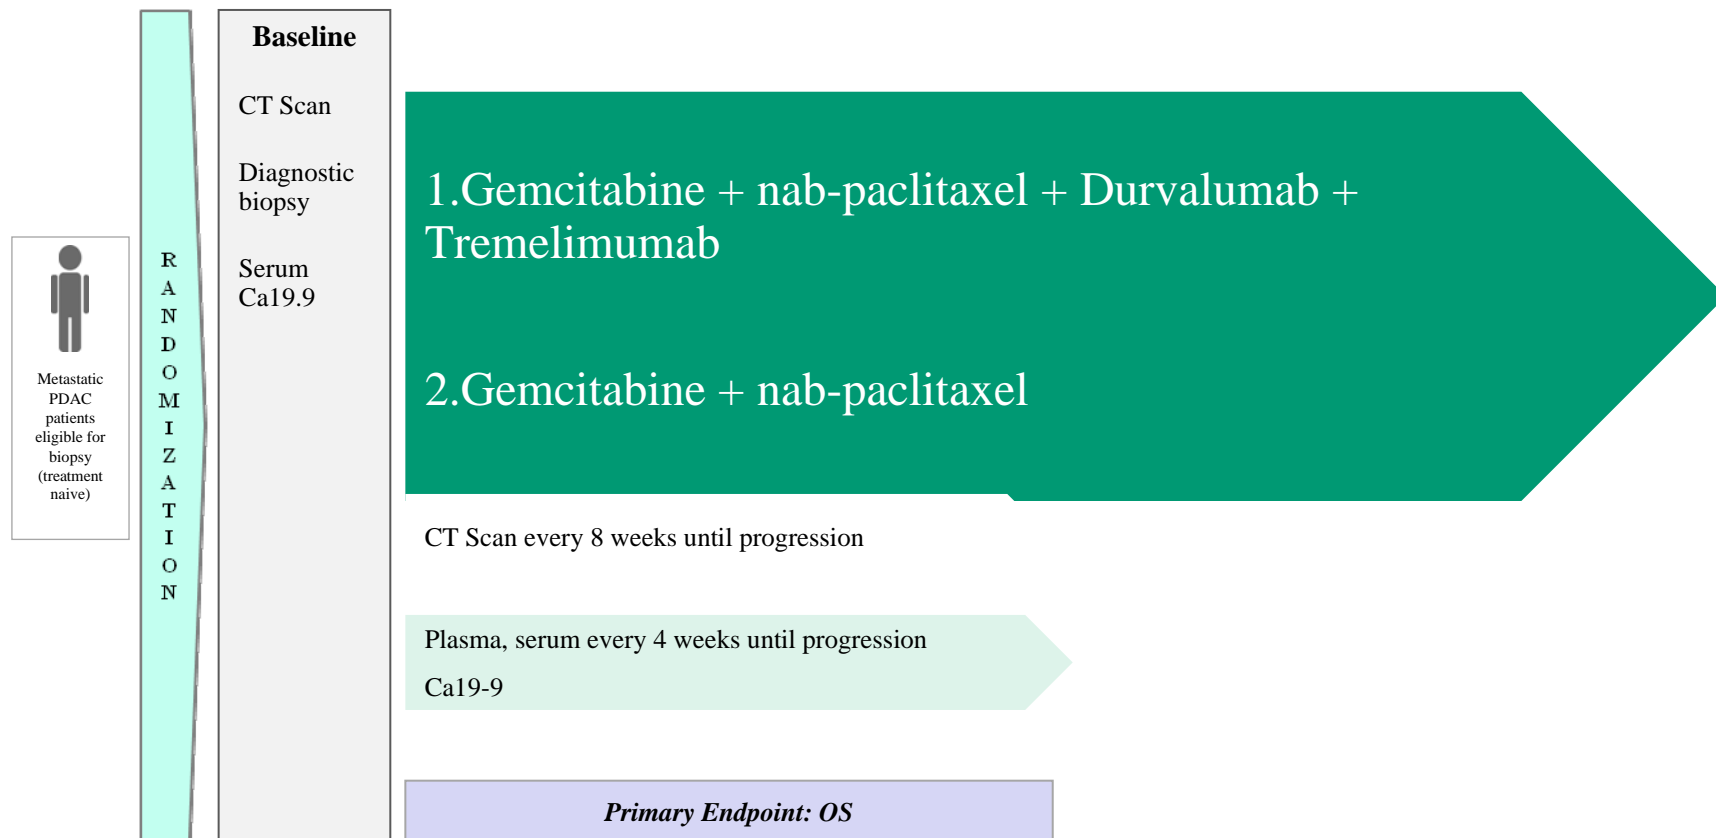 Metastatic
PDAC
patients
eligible for
biopsy
(treatment
naive)
R
A
N
D
O
M
I
Z
A
T
I
O
N
Baseline
CT Scan
Diagnostic
biopsy
Serum
Ca19.9
1.Gemcitabine + nab-paclitaxel + Durvalumab +
Tremelimumab
2.Gemcitabine + nab-paclitaxel
CT Scan every 8 weeks until progression
Plasma, serum every 4 weeks until progression
Ca19-9
Primary Endpoint: OS